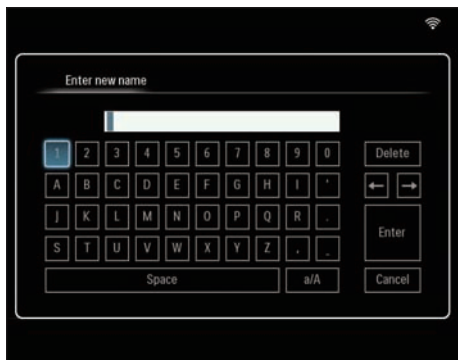 Enter new name
1 2 3 4 5 6 7 8 9 0 Delete
A B C D E F G H I ' ← →
J K L M N O P Q R .
Enter
S T U V W X Y Z , _
Space a/A Cancel